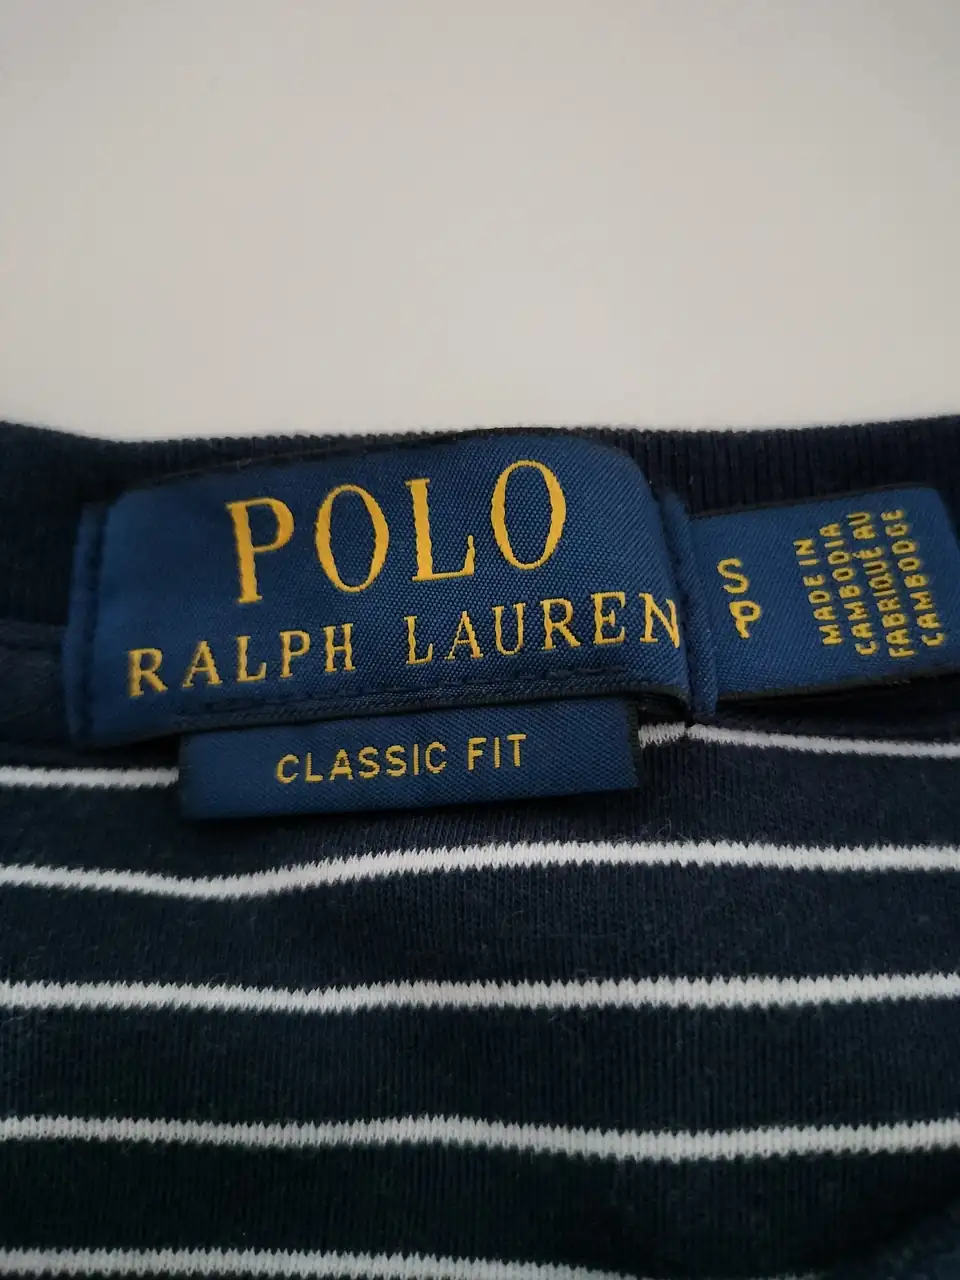 POLO
RALPH LAUREN
CLASSIC FIT
S
P
MADE IN
CAMBODIA
FABRIQUÉ AU
CAMBODGE